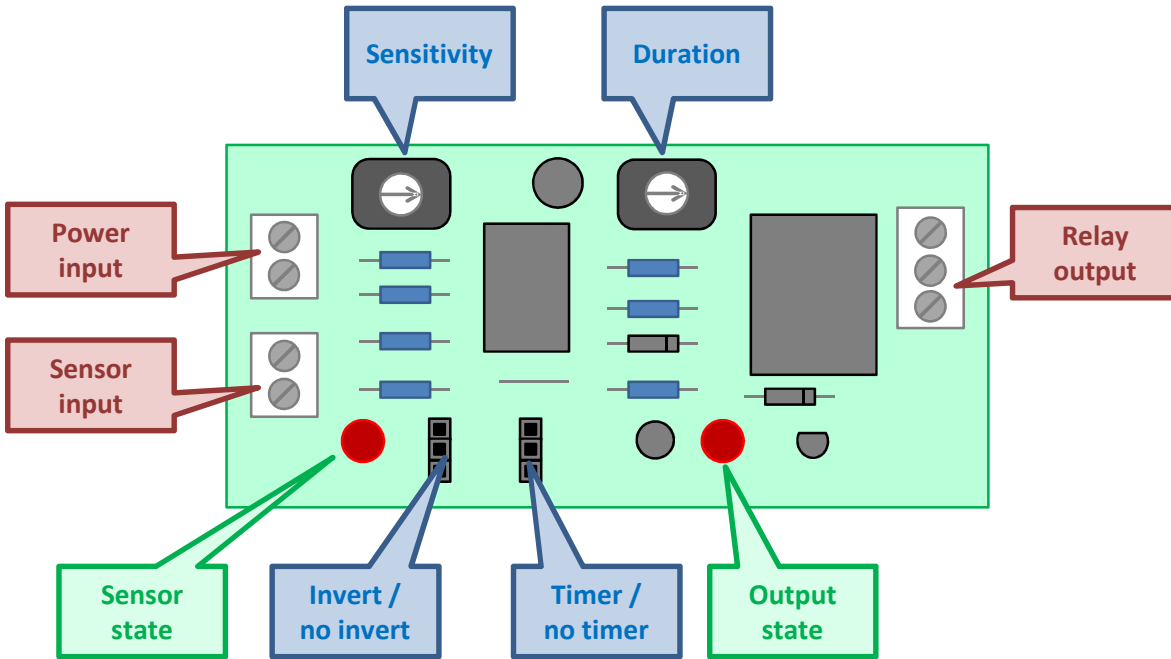 Sensitivity
Duration
Power
input
Relay
output
Sensor
input
Sensor
state
Invert /
no invert
Timer /
no timer
Output
state